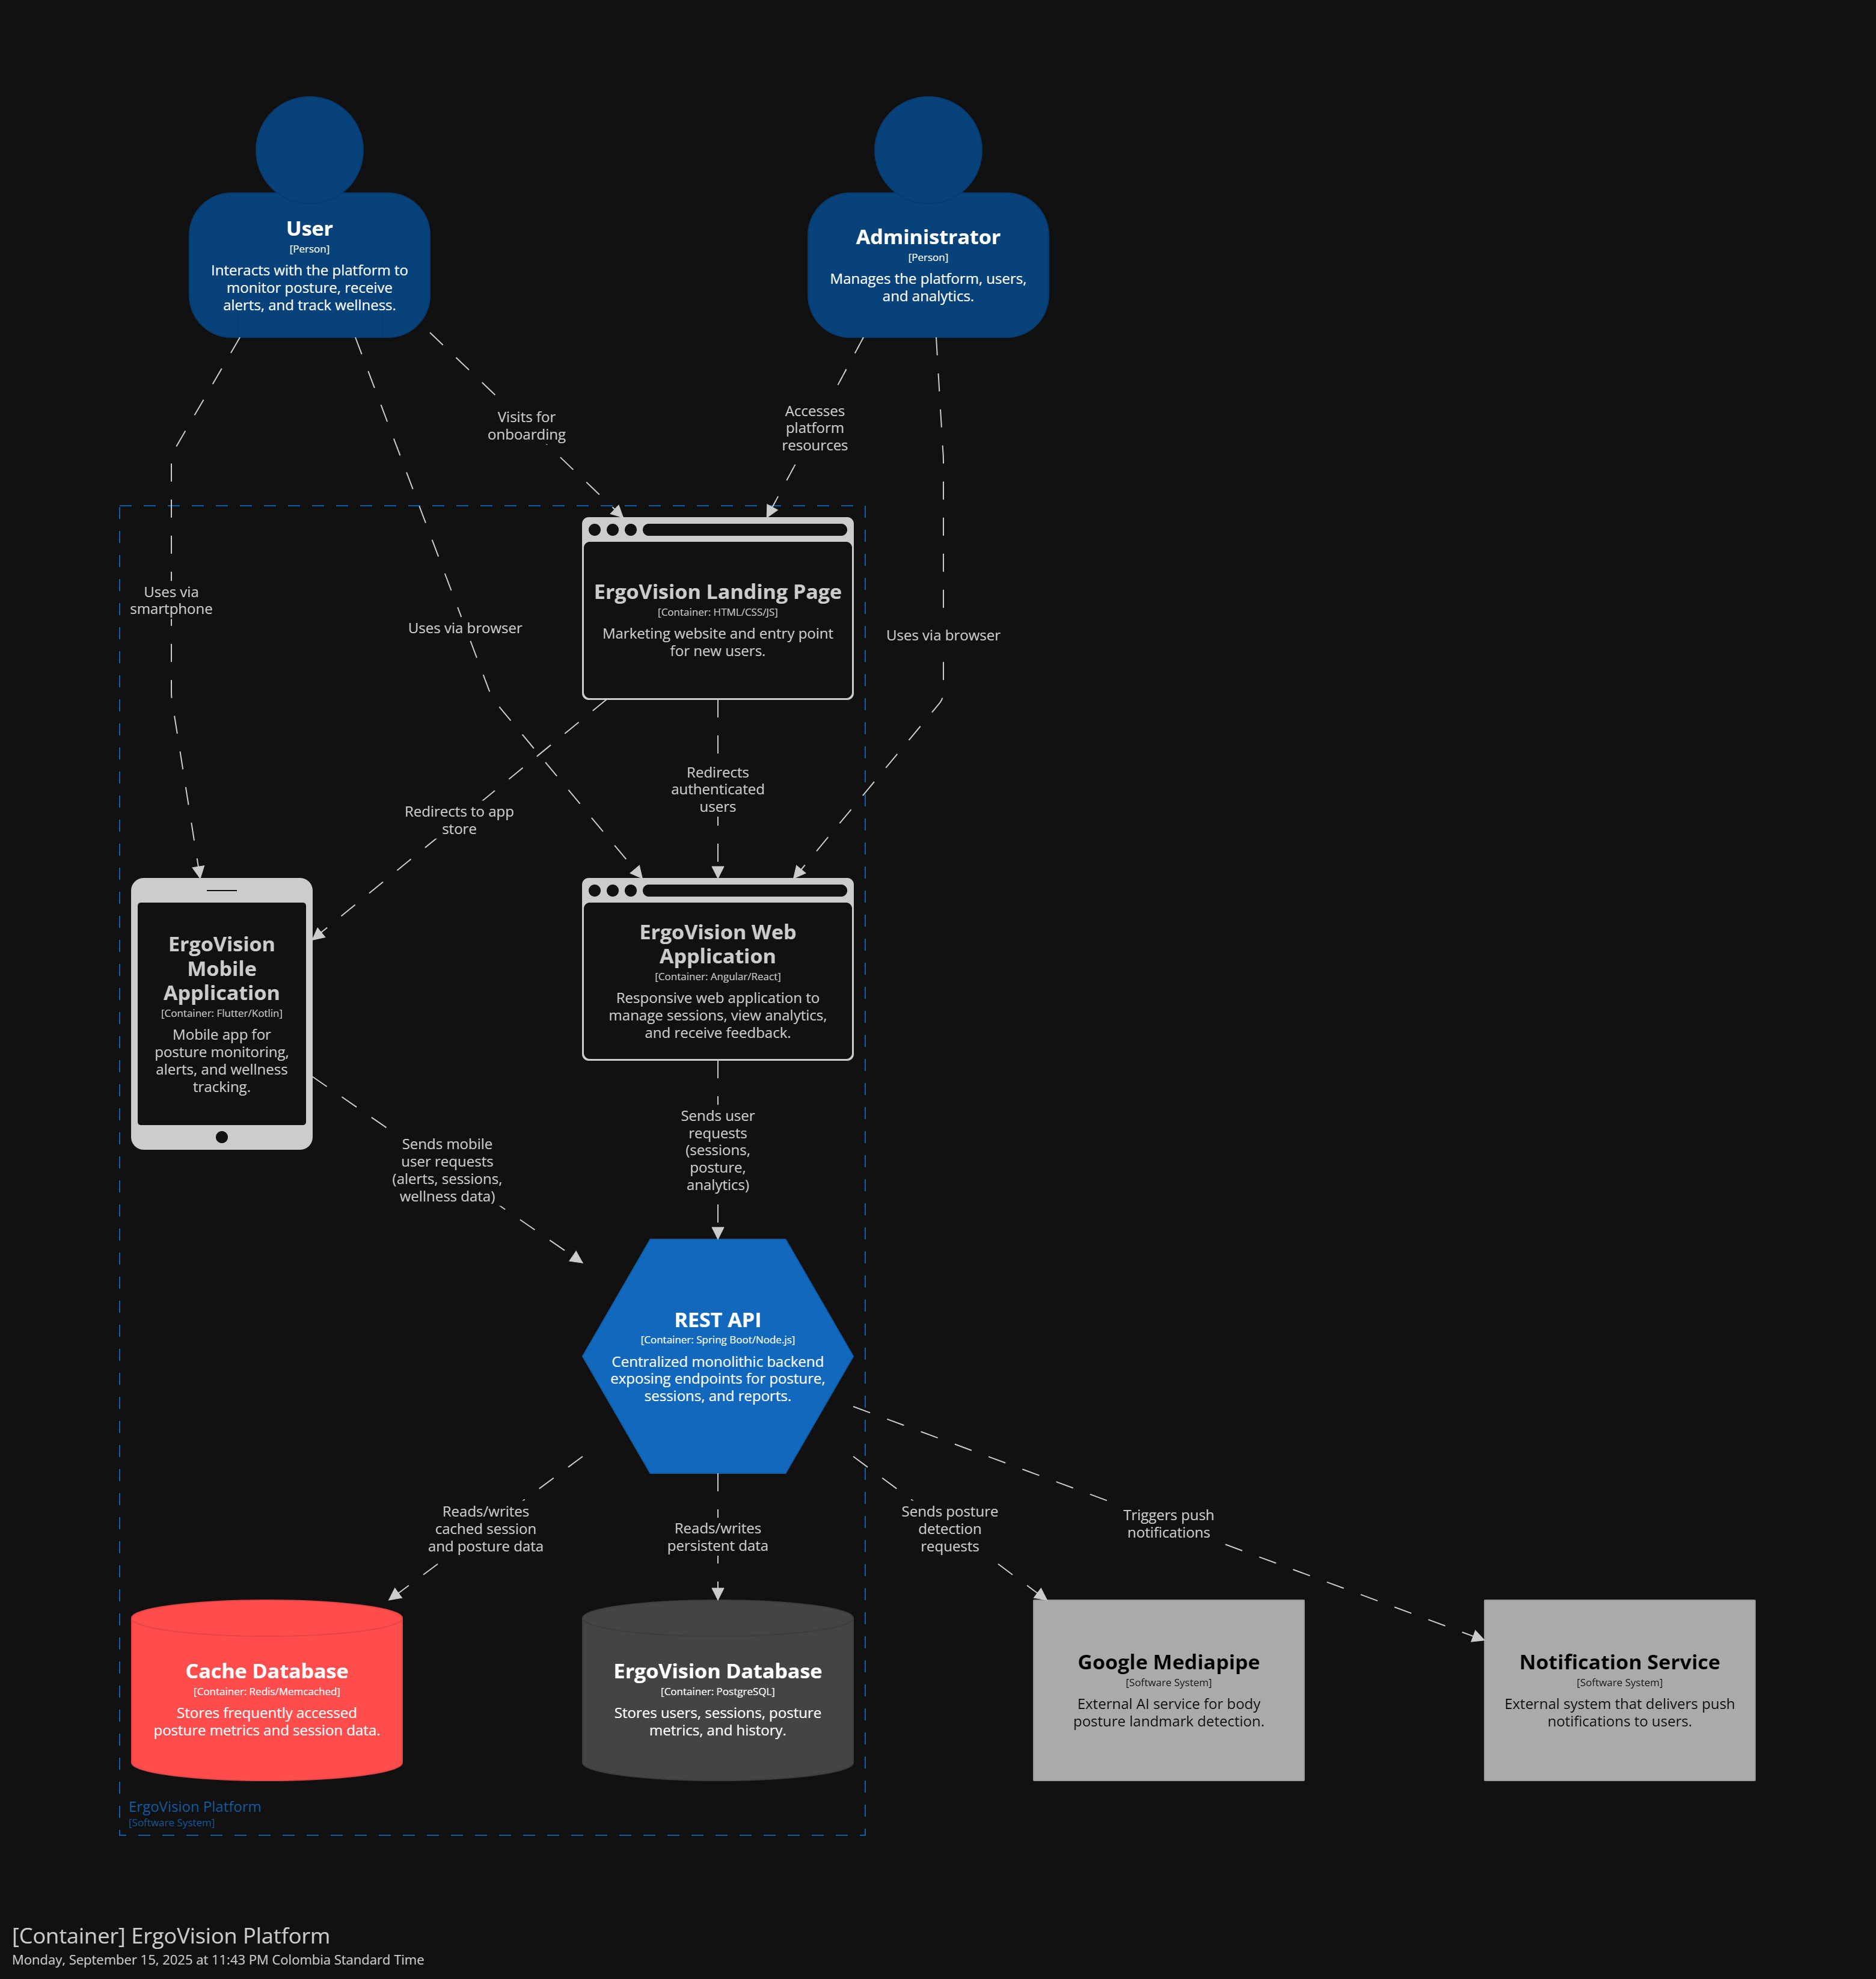 User
[Person]
Interacts with the platform to
monitor posture, receive
alerts, and track wellness.
Administrator
[Person]
Manages the platform, users,
and analytics.
Visits for
onboarding
Accesses
platform
resources
Uses via
smartphone
Uses via browser
ErgoVision Landing Page
[Container: HTML/CSS/JS]
Marketing website and entry point
for new users.
Uses via browser
Redirects to app
store
Redirects
authenticated
users
ErgoVision
Mobile
Application
[Container: Flutter/Kotlin]
Mobile app for
posture monitoring,
alerts, and wellness
tracking.
ErgoVision Web
Application
[Container: Angular/React]
Responsive web application to
manage sessions, view analytics,
and receive feedback.
Sends mobile
user requests
(alerts, sessions,
wellness data)
Sends user
requests
(sessions,
posture,
analytics)
REST API
[Container: Spring Boot/Node.js]
Centralized monolithic backend
exposing endpoints for posture,
sessions, and reports.
Reads/writes
cached session
and posture data
Reads/writes
persistent data
Sends posture
detection
requests
Triggers push
notifications
Cache Database
[Container: Redis/Memcached]
Stores frequently accessed
posture metrics and session data.
ErgoVision Database
[Container: PostgreSQL]
Stores users, sessions, posture
metrics, and history.
Google Mediapipe
[Software System]
External AI service for body
posture landmark detection.
Notification Service
[Software System]
External system that delivers push
notifications to users.
ErgoVision Platform
[Software System]
[Container] ErgoVision Platform
Monday, September 15, 2025 at 11:43 PM Colombia Standard Time